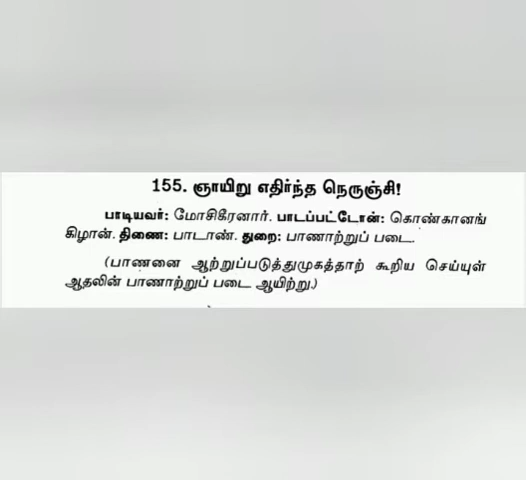 155. ஞாயிறு எதிர்ந்த நெருஞ்சி!
பாடியவர்: மோசிகீரனார். பாடப்பட்டோன்: கொண்கானங்
கிழான். திணை: பாடாண். துறை: பாணாற்றுப் படை.
(பாணனை ஆற்றுப்படுத்துமுகத்தாற் கூறிய செய்யுள்
ஆதலின் பாணாற்றுப் படை ஆயிற்று.)